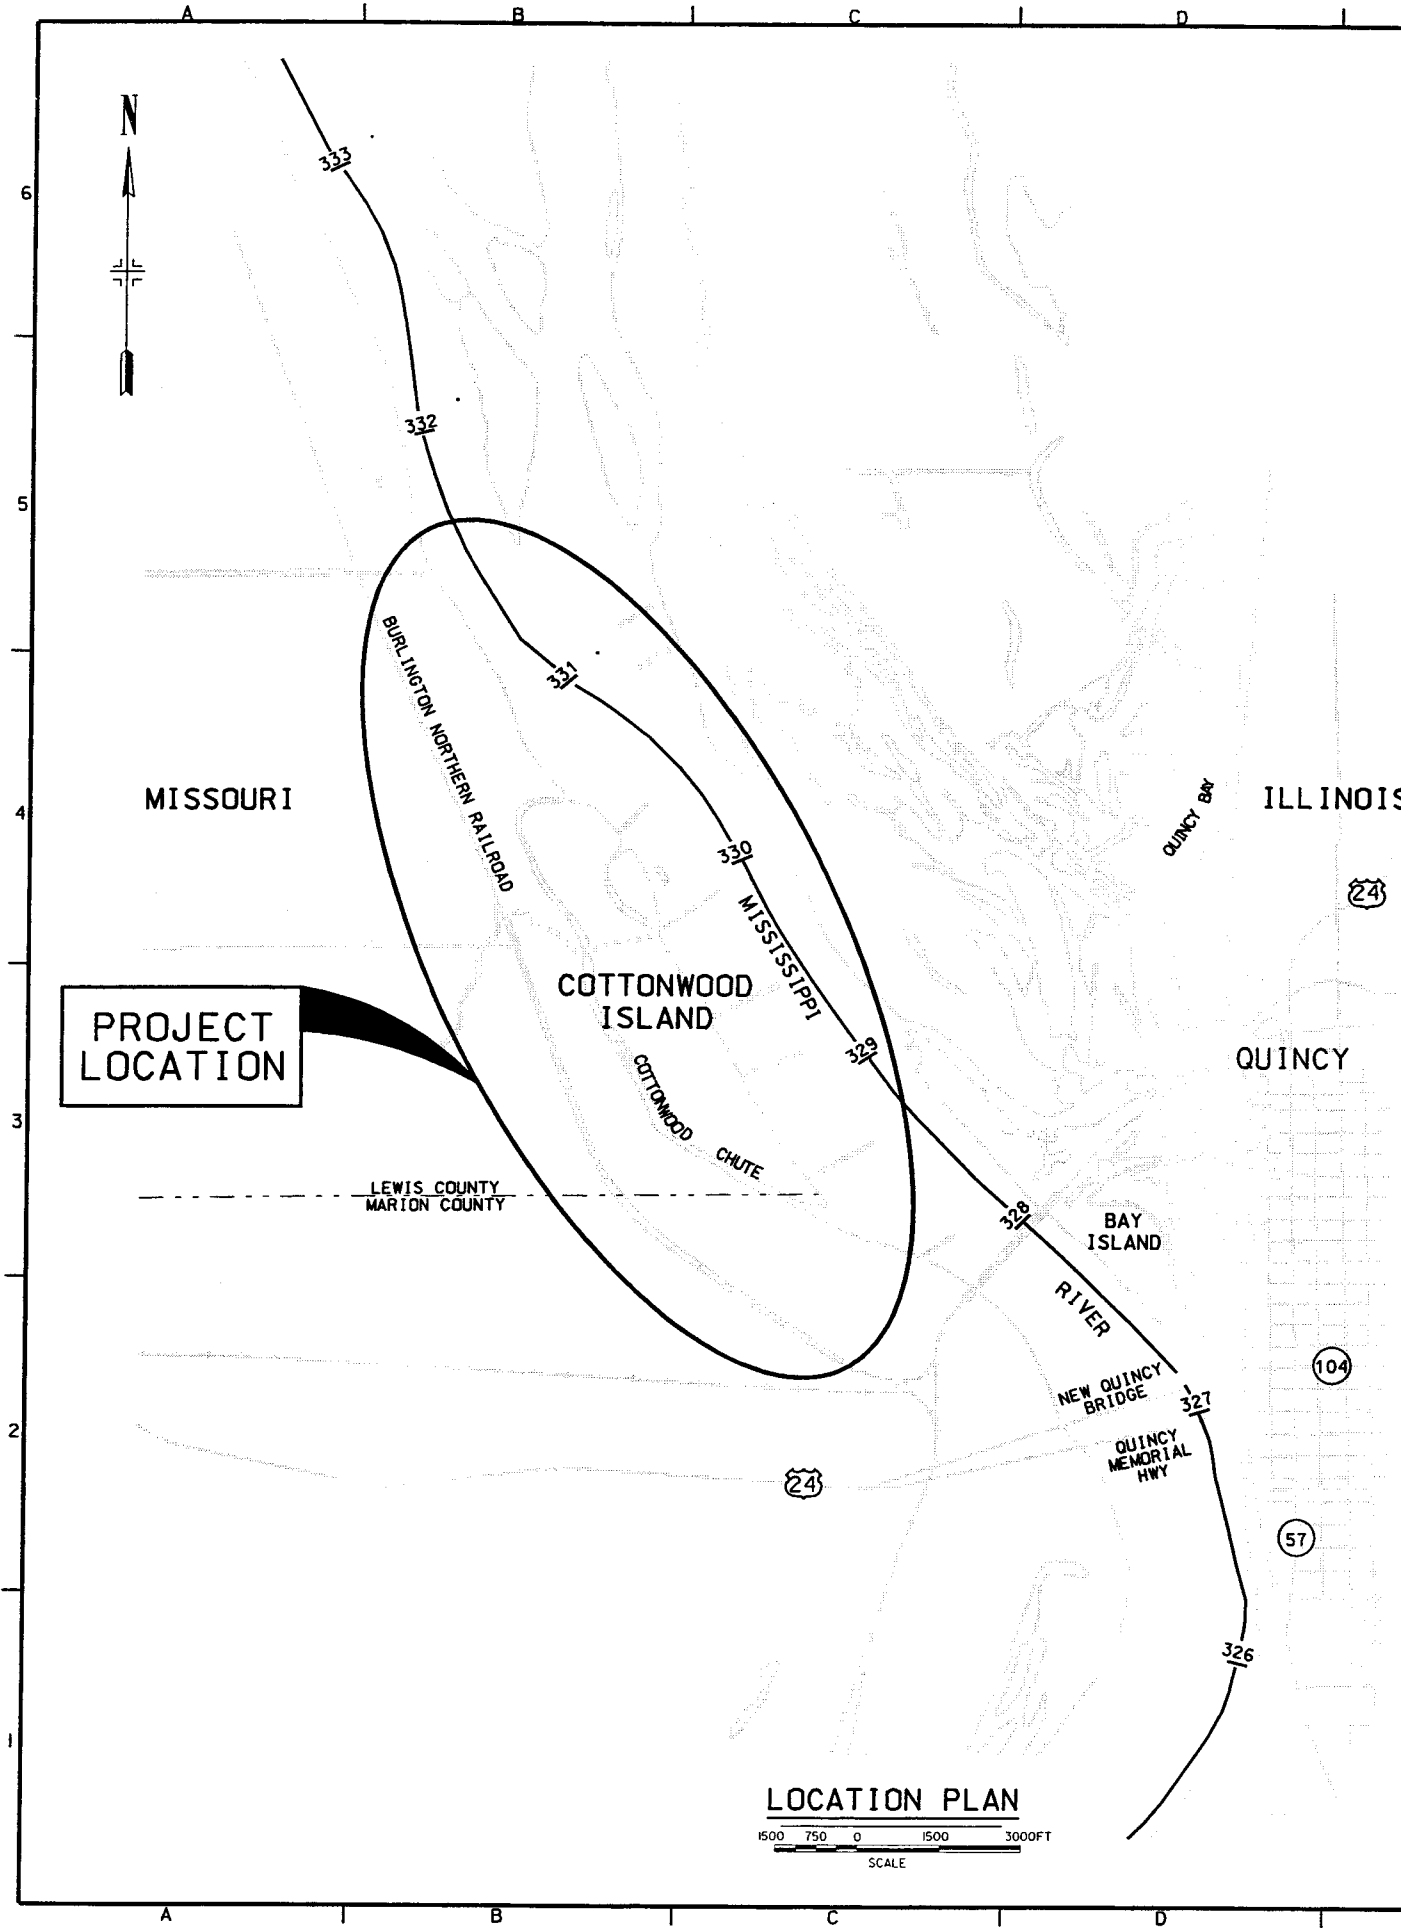 A B C D
N
333
6
332
5
BURLINGTON NORTHERN RAILROAD
331
MISSOURI
4
QUINCY BAY
ILLINOIS
330
24
MISSISSIPPI
COTTONWOOD
ISLAND
PROJECT
LOCATION
329
QUINCY
COTTONWOOD CHUTE
3
LEWIS COUNTY
MARION COUNTY
328
BAY
ISLAND
RIVER
104
NEW QUINCY
BRIDGE
327
2
QUINCY
MEMORIAL
HWY
24
57
326
1
LOCATION PLAN
1500 750 0 1500 3000FT
SCALE
A B C D